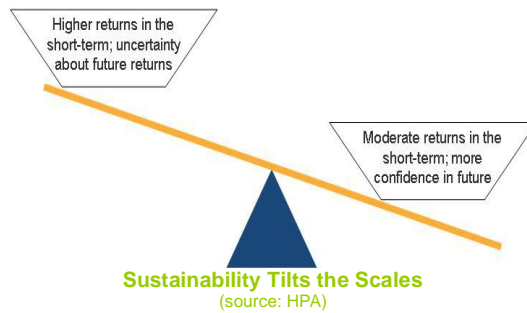 Higher returns in the
short-term; uncertainty
about future returns
Moderate returns in the
short-term; more
confidence in future
Sustainability Tilts the Scales
(source: HPA)